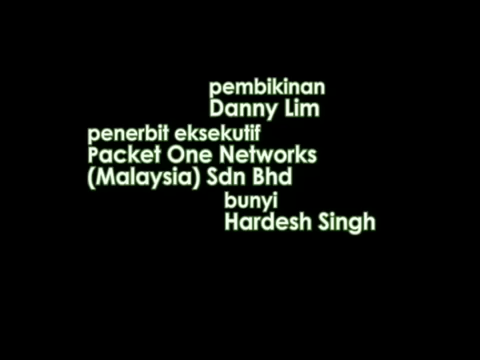 pembikinan
Danny Lim
penerbit eksekutif
Packet One Networks
(Malaysia) Sdn Bhd
bunyi
Hardesh Singh